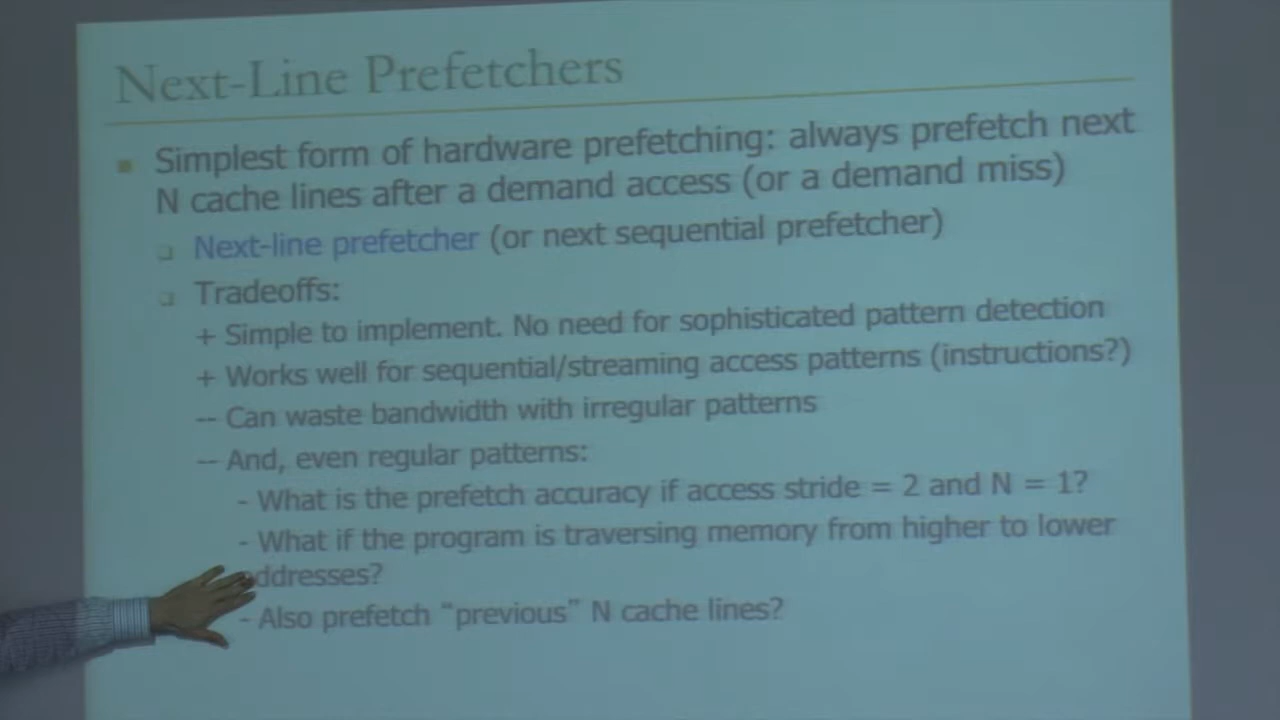 Next-Line Prefetchers
Simplest form of hardware prefetching: always prefetch next
N cache lines after a demand access (or a demand miss)
Next-line prefetcher (or next sequential prefetcher)
Tradeoffs:
+ Simple to implement. No need for sophisticated pattern detection
+ Works well for sequential/streaming access patterns (instructions?)
-- Can waste bandwidth with irregular patterns
-- And, even regular patterns:
- What is the prefetch accuracy if access stride = 2 and N = 1?
- What if the program is traversing memory from higher to lower
addresses?
- Also prefetch “previous” N cache lines?